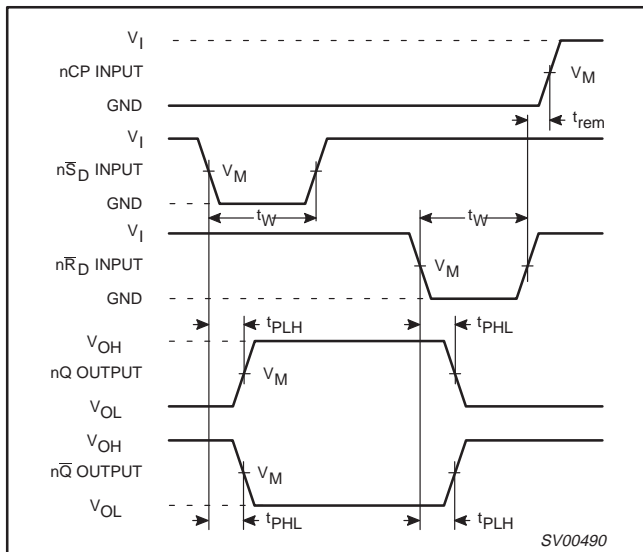 V_I
nCP INPUT
V_M
GND
t_rem
V_I
nS̅_D INPUT
V_M
GND
t_W
t_W
V_I
nR̅_D INPUT
V_M
GND
t_PLH
t_PHL
V_OH
nQ OUTPUT
V_M
V_OL
V_OH
nQ̅ OUTPUT
V_M
V_OL
t_PHL
t_PLH
SV00490